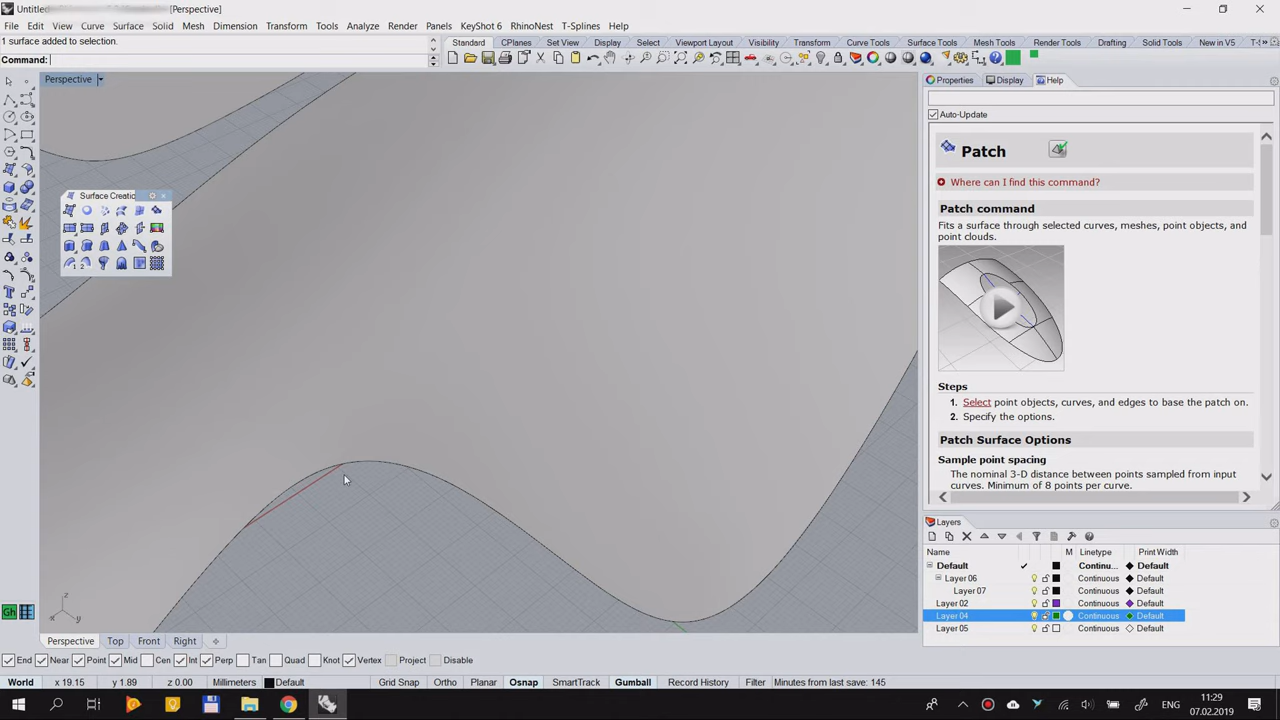 Untitled
[Perspective]
File Edit View Curve Surface Solid Mesh Dimension Transform Tools Analyze Render Panels KeyShot 6 RhinoNest T-Splines Help
1 surface added to selection.
Command:
Standard CPlanes Set View Display Select Viewport Layout Visibility Transform Curve Tools Surface Tools Mesh Tools Render Tools Drafting Solid Tools New in V5
Perspective
Surface Creatio
Properties Display Help
Auto-Update
Patch
Where can I find this command?
Patch command
Fits a surface through selected curves, meshes, point objects, and
point clouds.
Steps
1. Select point objects, curves, and edges to base the patch on.
2. Specify the options.
Patch Surface Options
Sample point spacing
The nominal 3-D distance between points sampled from input
curves. Minimum of 8 points per curve.
Layers
Name M Linetype Print Width
Default Continu... Default
Layer 06 Continuous Default
Layer 07 Continuous Default
Layer 02 Continuous Default
Layer 04 Continuous Default
Layer 05 Continuous Default
z
x y
Gh
Perspective Top Front Right
End Near Point Mid Cen Int Perp Tan Quad Knot Vertex Project Disable
World x 19.15 y 1.89 z 0.00 Millimeters Default Grid Snap Ortho Planar Osnap SmartTrack Gumball Record History Filter Minutes from last save: 145
ENG
11:29
07.02.2019